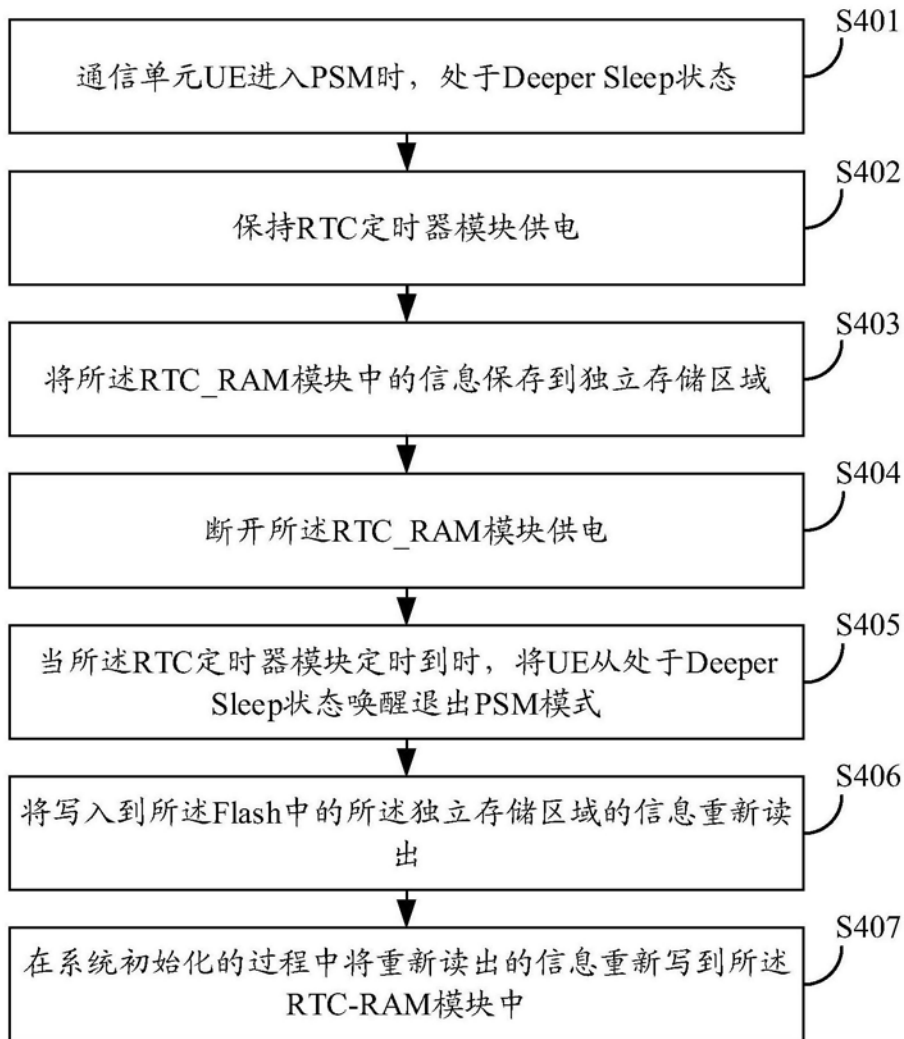 S401
通信单元UE进入PSM时，处于Deeper Sleep状态
S402
保持RTC定时器模块供电
S403
将所述RTC_RAM模块中的信息保存到独立存储区域
S404
断开所述RTC_RAM模块供电
S405
当所述RTC定时器模块定时到时，将UE从处于Deeper
Sleep状态唤醒退出PSM模式
S406
将写入到所述Flash中的所述独立存储区域的信息重新读
出
S407
在系统初始化的过程中将重新读出的信息重新写到所述
RTC-RAM模块中